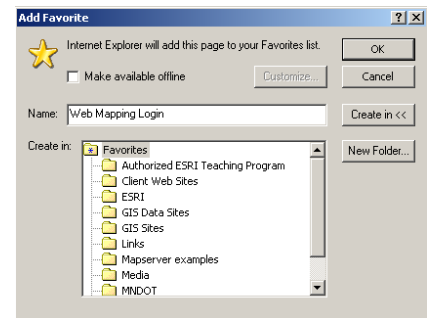 Add Favorite
Internet Explorer will add this page to your Favorites list.
OK
Make available offline
Customize...
Cancel
Name:
Web Mapping Login
Create in <<
Create in:
Favorites
New Folder...
Authorized ESRI Teaching Program
Client Web Sites
ESRI
GIS Data Sites
GIS Sites
Links
Mapserver examples
Media
MNDOT